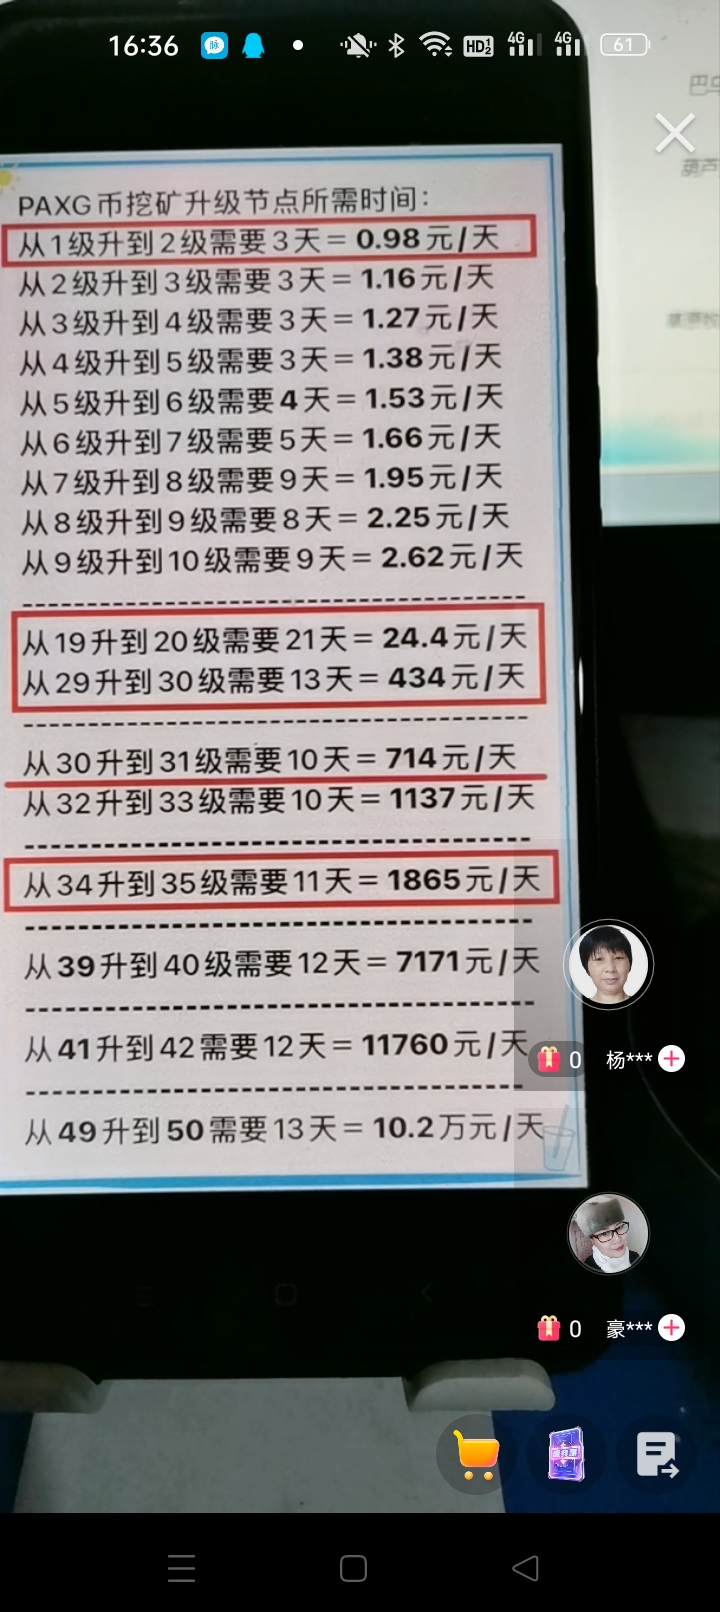 16:36
脉
HD1 2
4G
4G
61
PAXG币挖矿升级节点所需时间:
从1级升到2级需要3天=0.98元/天
从2级升到3级需要3天=1.16元/天
从3级升到4级需要3天=1.27元/天
从4级升到5级需要3天=1.38元/天
从5级升到6级需要4天=1.53元/天
从6级升到7级需要5天=1.66元/天
从7级升到8级需要9天=1.95元/天
从8级升到9级需要8天=2.25元/天
从9级升到10级需要9天=2.62元/天
从19升到20级需要21天=24.4元/天
从29升到30级需要13天=434元/天
从30升到31级需要10天=714元/天
从32升到33级需要10天=1137元/天
从34升到35级需要11天=1865元/天
从39升到40级需要12天=7171元/天
从41升到42需要12天=11760元/天
从49升到50需要13天=10.2万元/天
0 杨***
0 豪***